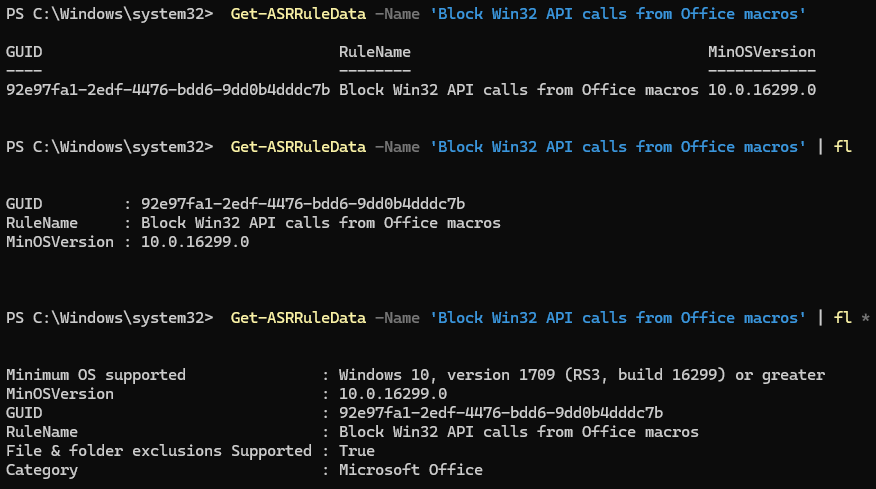 PS C:\Windows\system32>  Get-ASRRuleData -Name 'Block Win32 API calls from Office macros'
GUID                                 RuleName                                 MinOSVersion
----                                 --------                                 ------------
92e97fa1-2edf-4476-bdd6-9dd0b4dddc7b Block Win32 API calls from Office macros 10.0.16299.0
PS C:\Windows\system32>  Get-ASRRuleData -Name 'Block Win32 API calls from Office macros' | fl
GUID         : 92e97fa1-2edf-4476-bdd6-9dd0b4dddc7b
RuleName     : Block Win32 API calls from Office macros
MinOSVersion : 10.0.16299.0
PS C:\Windows\system32>  Get-ASRRuleData -Name 'Block Win32 API calls from Office macros' | fl *
Minimum OS supported               : Windows 10, version 1709 (RS3, build 16299) or greater
MinOSVersion                       : 10.0.16299.0
GUID                               : 92e97fa1-2edf-4476-bdd6-9dd0b4dddc7b
RuleName                           : Block Win32 API calls from Office macros
File & folder exclusions Supported : True
Category                           : Microsoft Office